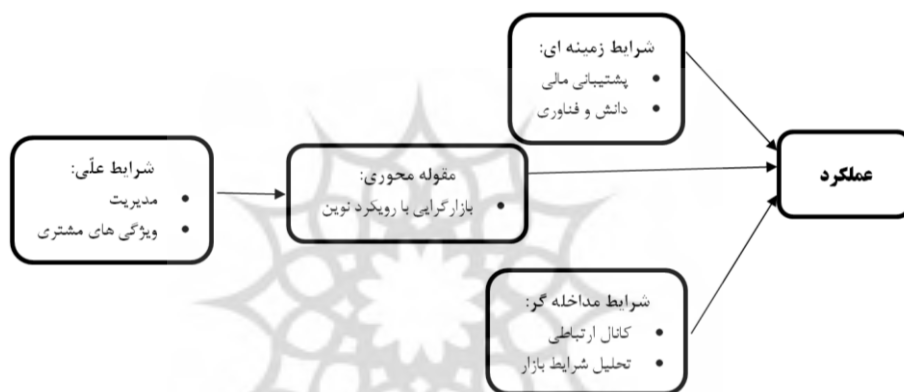 شرایط زمینه ای:
• پشتیبانی مالی
• دانش و فناوری
شرایط علّی:
• مدیریت
• ویژگی های مشتری
مقوله محوری:
• بازارگرایی با رویکرد نوین
عملکرد
شرایط مداخله گر:
• کانال ارتباطی
• تحلیل شرایط بازار